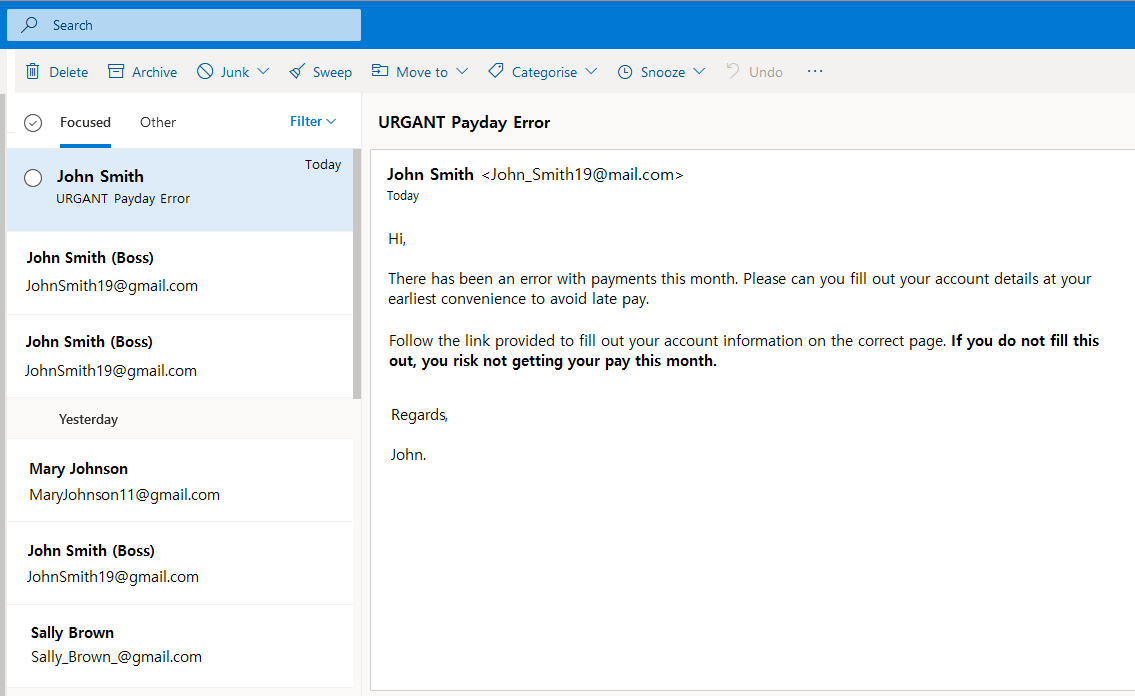 Search
Delete Archive Junk Sweep Move to Categorise Snooze Undo ...
Focused Other Filter
Today
John Smith
URGANT Payday Error
John Smith (Boss)
JohnSmith19@gmail.com
John Smith (Boss)
JohnSmith19@gmail.com
Yesterday
Mary Johnson
MaryJohnson11@gmail.com
John Smith (Boss)
JohnSmith19@gmail.com
Sally Brown
Sally_Brown_@gmail.com
URGANT Payday Error
John Smith <John_Smith19@mail.com>
Today
Hi,
There has been an error with payments this month. Please can you fill out your account details at your
earliest convenience to avoid late pay.
Follow the link provided to fill out your account information on the correct page. If you do not fill this
out, you risk not getting your pay this month.
Regards,
John.